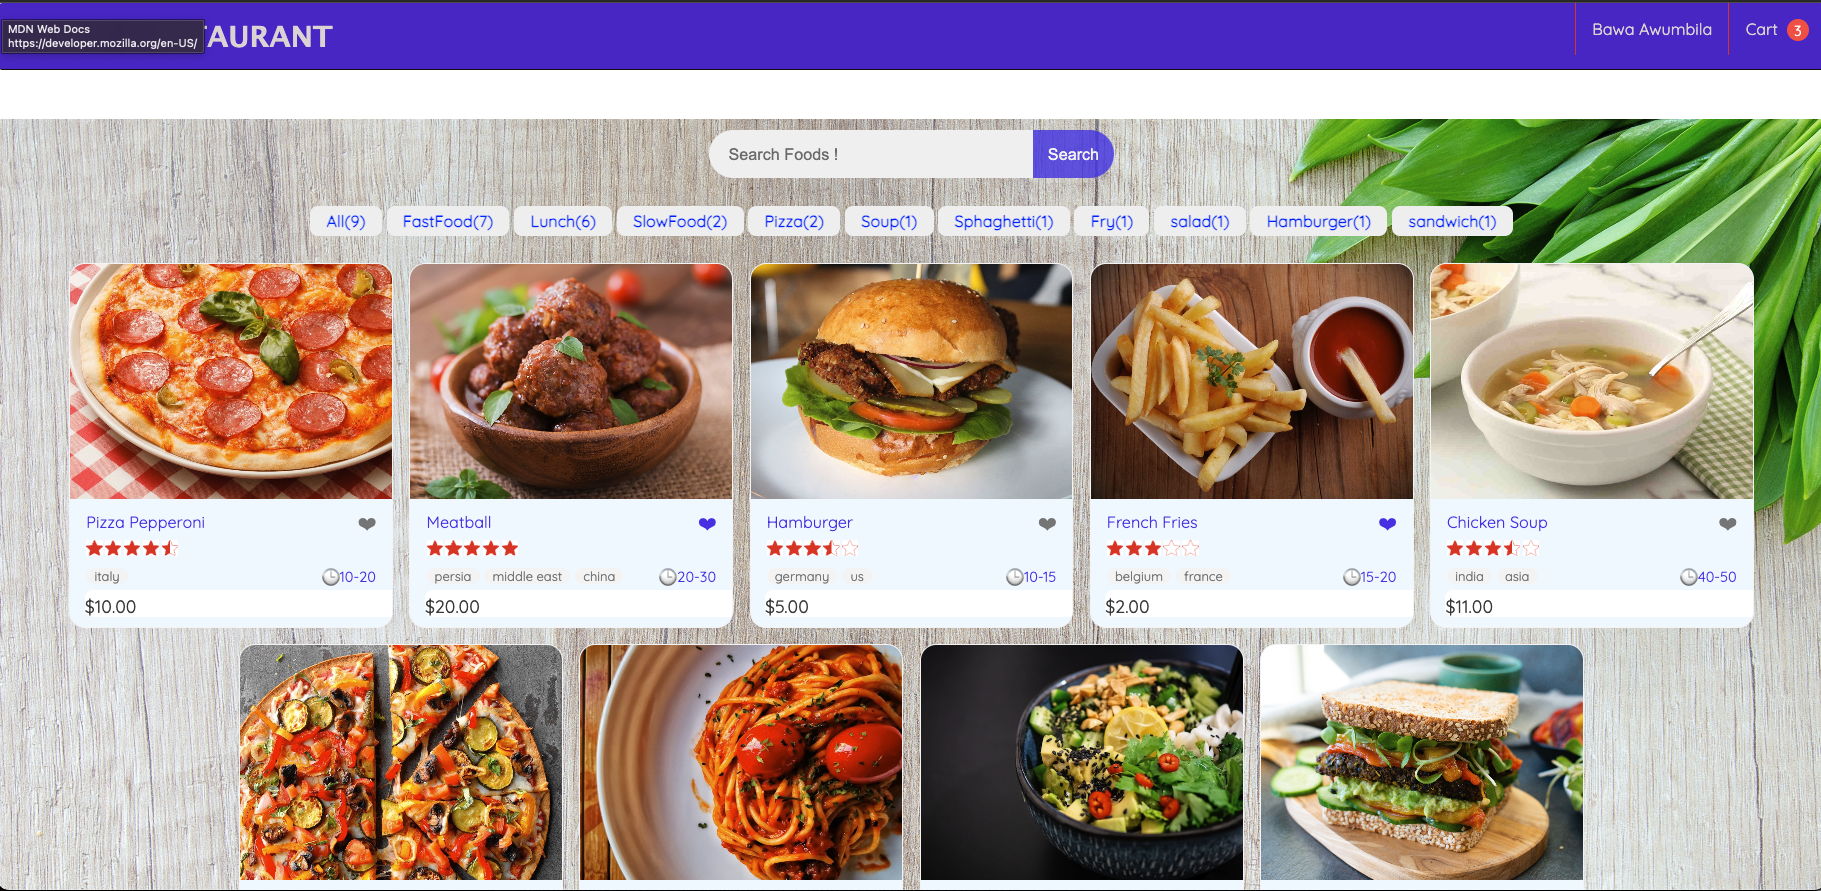 MDN Web Docs
https://developer.mozilla.org/en-US/
TAURANT
Bawa Awumbila
Cart 3
Search Foods !
Search
All(9) FastFood(7) Lunch(6) SlowFood(2) Pizza(2) Soup(1) Sphaghetti(1) Fry(1) salad(1) Hamburger(1) sandwich(1)
Pizza Pepperoni
italy
10-20
$10.00
Meatball
persia middle east china
20-30
$20.00
Hamburger
germany us
10-15
$5.00
French Fries
belgium france
15-20
$2.00
Chicken Soup
india asia
40-50
$11.00